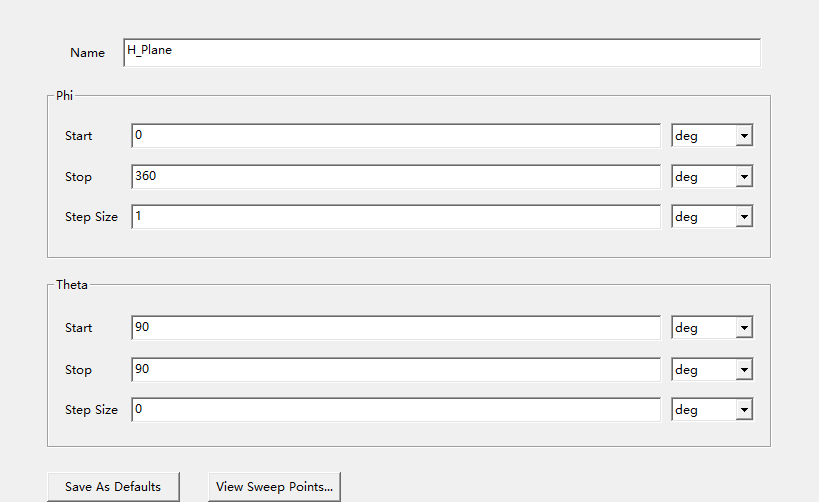 Name H_Plane
Phi
Start 0 deg
Stop 360 deg
Step Size 1 deg
Theta
Start 90 deg
Stop 90 deg
Step Size 0 deg
Save As Defaults View Sweep Points...